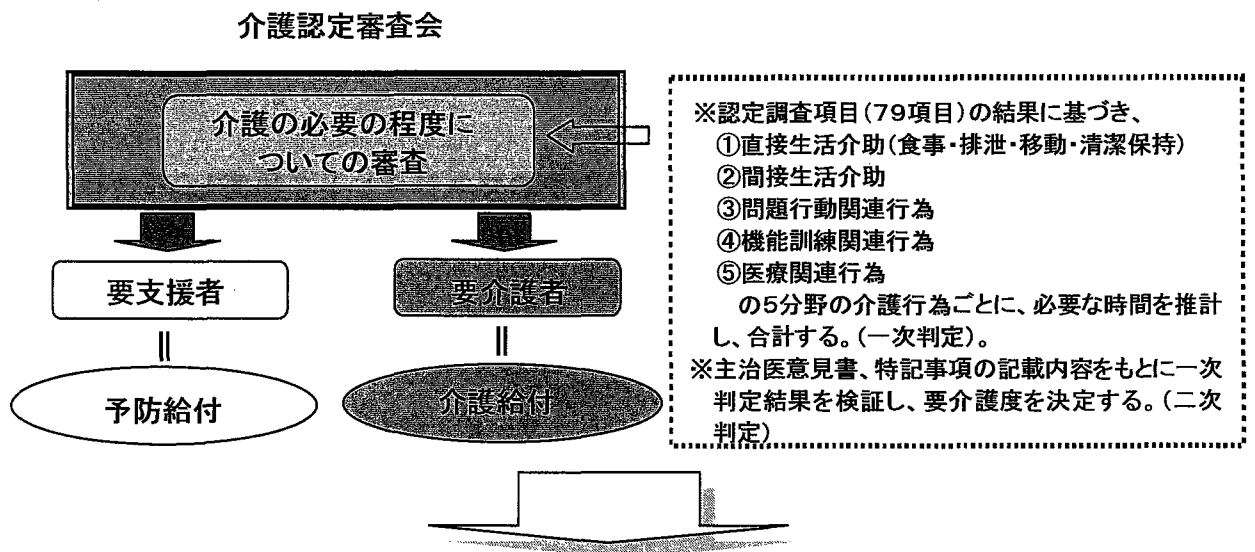 介護認定審査会
介護の必要の程度に
ついての審査
要支援者
要介護者
||
||
予防給付
介護給付
※認定調査項目(79項目)の結果に基づき、
①直接生活介助(食事・排泄・移動・清潔保持)
②間接生活介助
③問題行動関連行為
④機能訓練関連行為
⑤医療関連行為
の5分野の介護行為ごとに、必要な時間を推計
し、合計する。(一次判定)。
※主治医意見書、特記事項の記載内容をもとに一次
判定結果を検証し、要介護度を決定する。(二次
判定)